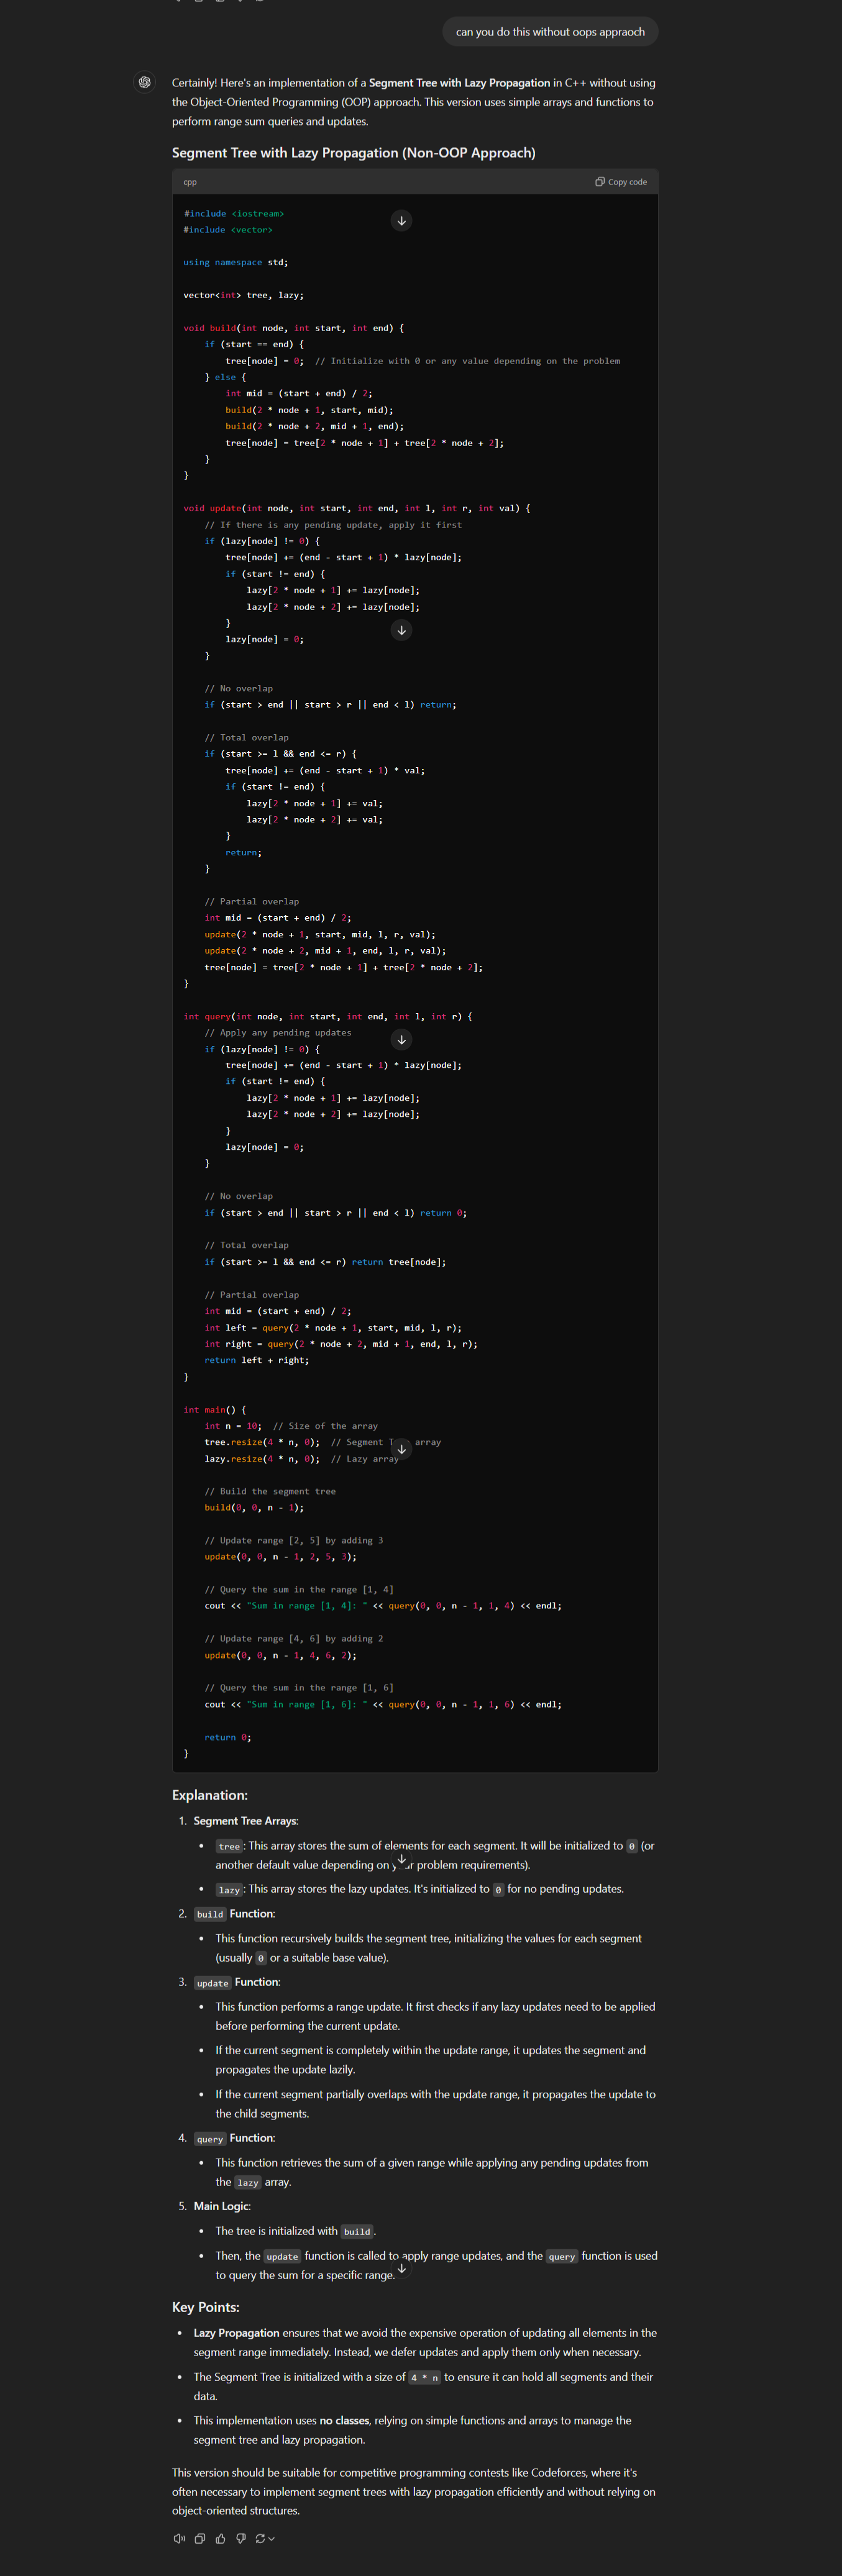 can you do this without oops appraoch
Certainly! Here's an implementation of a Segment Tree with Lazy Propagation in C++ without using
the Object-Oriented Programming (OOP) approach. This version uses simple arrays and functions to
perform range sum queries and updates.
Segment Tree with Lazy Propagation (Non-OOP Approach)
cpp
Copy code
#include <iostream>
#include <vector>
using namespace std;
vector<int> tree, lazy;
void build(int node, int start, int end) {
    if (start == end) {
        tree[node] = 0;  // Initialize with 0 or any value depending on the problem
    } else {
        int mid = (start + end) / 2;
        build(2 * node + 1, start, mid);
        build(2 * node + 2, mid + 1, end);
        tree[node] = tree[2 * node + 1] + tree[2 * node + 2];
    }
}
void update(int node, int start, int end, int l, int r, int val) {
    // If there is any pending update, apply it first
    if (lazy[node] != 0) {
        tree[node] += (end - start + 1) * lazy[node];
        if (start != end) {
            lazy[2 * node + 1] += lazy[node];
            lazy[2 * node + 2] += lazy[node];
        }
        lazy[node] = 0;
    }
    // No overlap
    if (start > end || start > r || end < l) return;
    // Total overlap
    if (start >= l && end <= r) {
        tree[node] += (end - start + 1) * val;
        if (start != end) {
            lazy[2 * node + 1] += val;
            lazy[2 * node + 2] += val;
        }
        return;
    }
    // Partial overlap
    int mid = (start + end) / 2;
    update(2 * node + 1, start, mid, l, r, val);
    update(2 * node + 2, mid + 1, end, l, r, val);
    tree[node] = tree[2 * node + 1] + tree[2 * node + 2];
}
int query(int node, int start, int end, int l, int r) {
    // Apply any pending updates
    if (lazy[node] != 0) {
        tree[node] += (end - start + 1) * lazy[node];
        if (start != end) {
            lazy[2 * node + 1] += lazy[node];
            lazy[2 * node + 2] += lazy[node];
        }
        lazy[node] = 0;
    }
    // No overlap
    if (start > end || start > r || end < l) return 0;
    // Total overlap
    if (start >= l && end <= r) return tree[node];
    // Partial overlap
    int mid = (start + end) / 2;
    int left = query(2 * node + 1, start, mid, l, r);
    int right = query(2 * node + 2, mid + 1, end, l, r);
    return left + right;
}
int main() {
    int n = 10;  // Size of the array
    tree.resize(4 * n, 0);  // Segment array
    lazy.resize(4 * n, 0);  // Lazy array
    // Build the segment tree
    build(0, 0, n - 1);
    // Update range [2, 5] by adding 3
    update(0, 0, n - 1, 2, 5, 3);
    // Query the sum in the range [1, 4]
    cout << "Sum in range [1, 4]: " << query(0, 0, n - 1, 1, 4) << endl;
    // Update range [4, 6] by adding 2
    update(0, 0, n - 1, 4, 6, 2);
    // Query the sum in the range [1, 6]
    cout << "Sum in range [1, 6]: " << query(0, 0, n - 1, 1, 6) << endl;
    return 0;
}
Explanation:
1. Segment Tree Arrays:
• tree: This array stores the sum of elements for each segment. It will be initialized to 0 (or
another default value depending on problem requirements).
• lazy: This array stores the lazy updates. It's initialized to 0 for no pending updates.
2. build Function:
• This function recursively builds the segment tree, initializing the values for each segment
(usually 0 or a suitable base value).
3. update Function:
• This function performs a range update. It first checks if any lazy updates need to be applied
before performing the current update.
• If the current segment is completely within the update range, it updates the segment and
propagates the update lazily.
• If the current segment partially overlaps with the update range, it propagates the update to
the child segments.
4. query Function:
• This function retrieves the sum of a given range while applying any pending updates from
the lazy array.
5. Main Logic:
• The tree is initialized with build.
• Then, the update function is called to apply range updates, and the query function is used
to query the sum for a specific range.
Key Points:
• Lazy Propagation ensures that we avoid the expensive operation of updating all elements in the
segment range immediately. Instead, we defer updates and apply them only when necessary.
• The Segment Tree is initialized with a size of 4 * n to ensure it can hold all segments and their
data.
• This implementation uses no classes, relying on simple functions and arrays to manage the
segment tree and lazy propagation.
This version should be suitable for competitive programming contests like Codeforces, where it's
often necessary to implement segment trees with lazy propagation efficiently and without relying on
object-oriented structures.